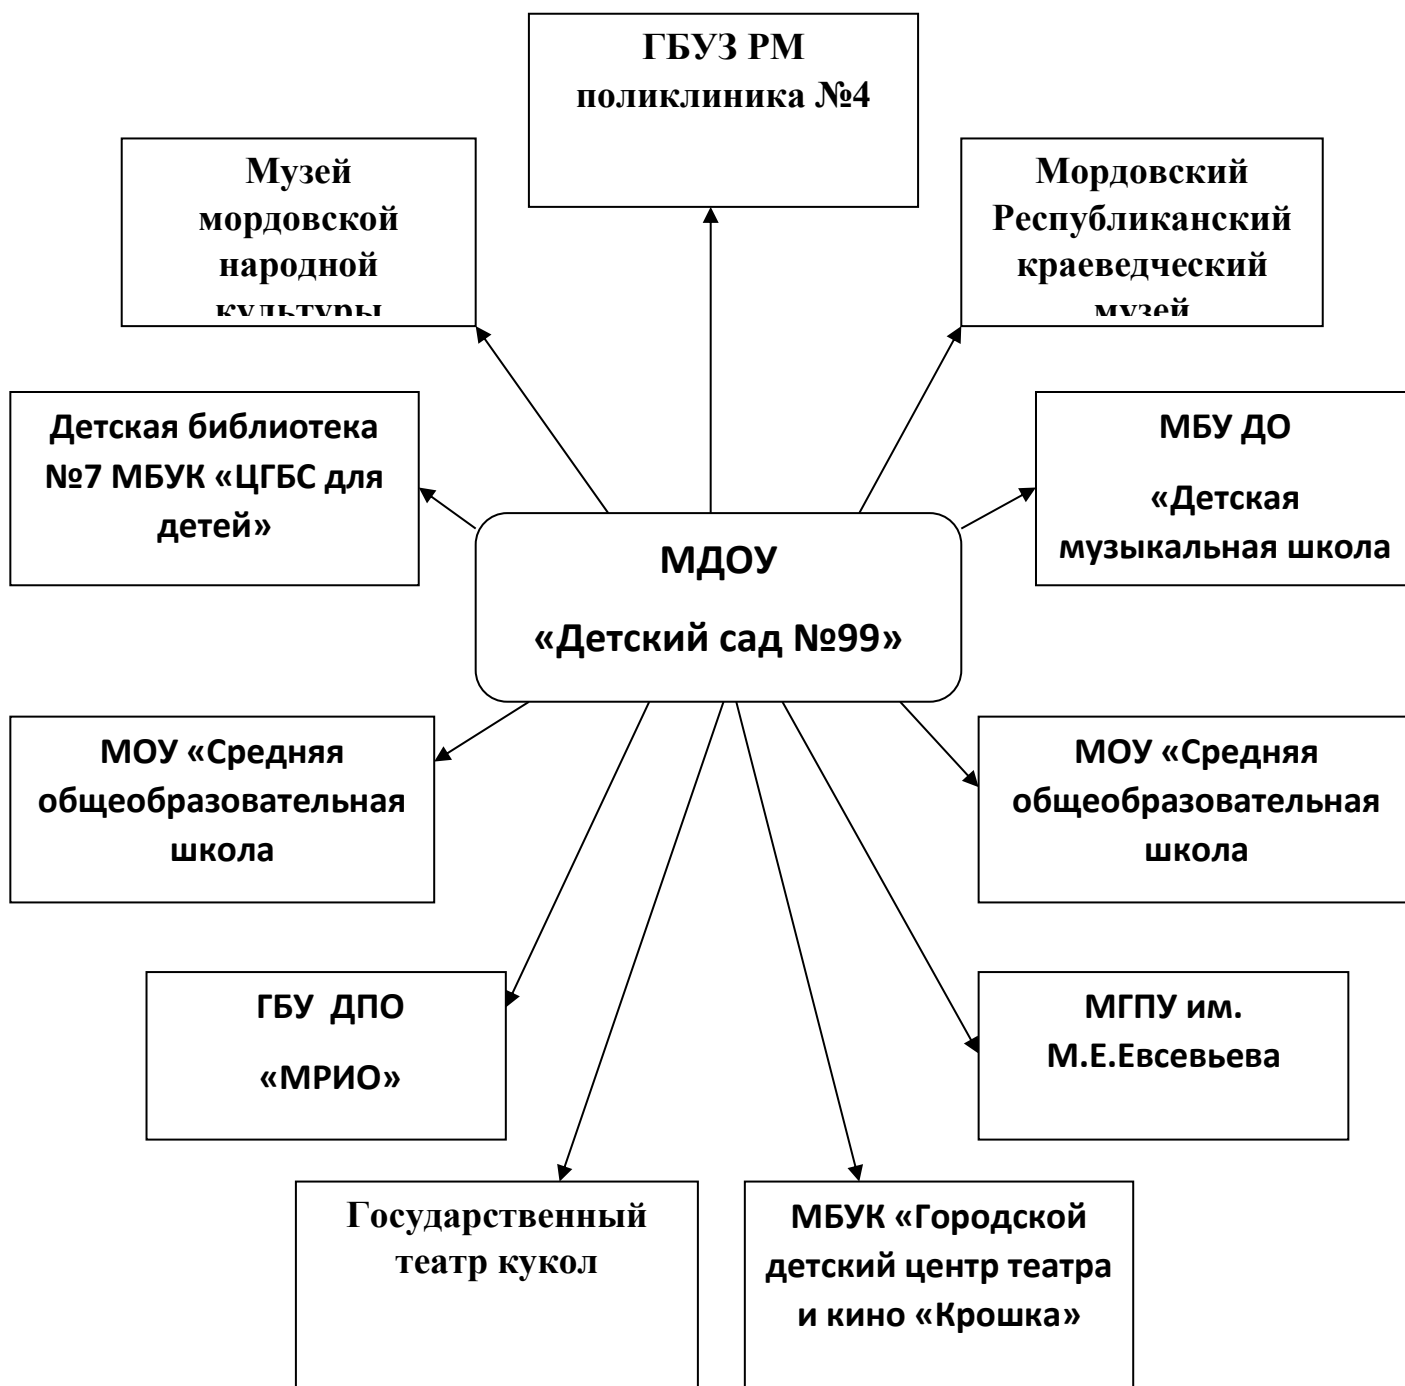 ГБУЗ РМ
поликлиника №4
Музей
мордовской
народной
культуры
Мордовский
Республиканский
краеведческий
музей
Детская библиотека
№7 МБУК «ЦГБС для
детей»
МБУ ДО
«Детская
музыкальная школа
МДОУ
«Детский сад №99»
МОУ «Средняя
общеобразовательная
школа
МОУ «Средняя
общеобразовательная
школа
ГБУ ДПО
«МРИО»
МГПУ им.
М.Е.Евсевьева
Государственный
театр кукол
МБУК «Городской
детский центр театра
и кино «Крошка»